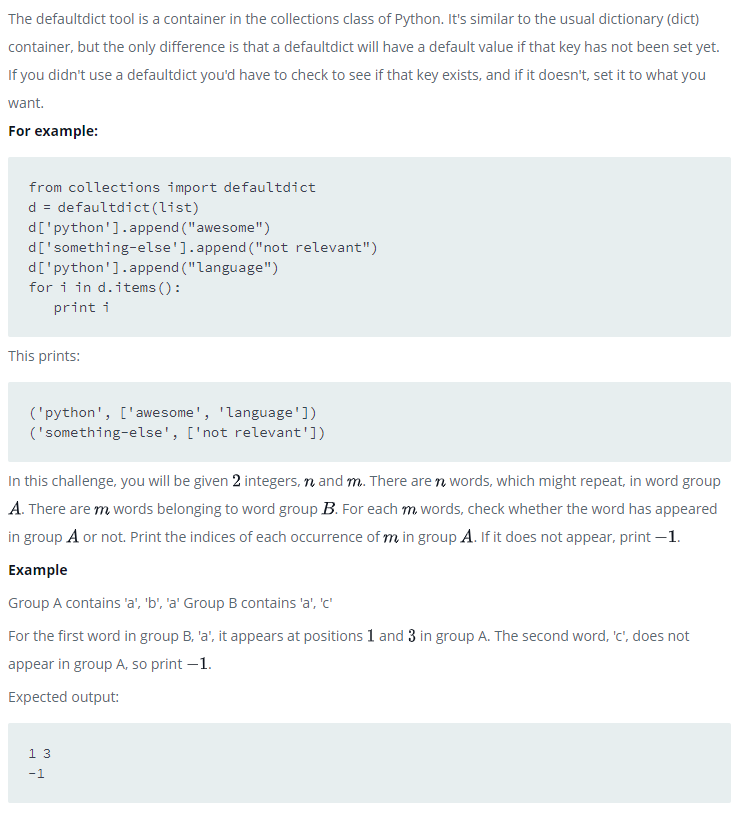 The defaultdict tool is a container in the collections class of Python. It's similar to the usual dictionary (dict)
container, but the only difference is that a defaultdict will have a default value if that key has not been set yet.
If you didn't use a defaultdict you'd have to check to see if that key exists, and if it doesn't, set it to what you
want.
For example:
from collections import defaultdict
d = defaultdict(list)
d['python'].append("awesome")
d['something-else'].append("not relevant")
d['python'].append("language")
for i in d.items():
   print i
This prints:
('python', ['awesome', 'language'])
('something-else', ['not relevant'])
In this challenge, you will be given 2 integers, n and m. There are n words, which might repeat, in word group
A. There are m words belonging to word group B. For each m words, check whether the word has appeared
in group A or not. Print the indices of each occurrence of m in group A. If it does not appear, print −1.
Example
Group A contains 'a', 'b', 'a' Group B contains 'a', 'c'
For the first word in group B, 'a', it appears at positions 1 and 3 in group A. The second word, 'c', does not
appear in group A, so print −1.
Expected output:
1 3
-1